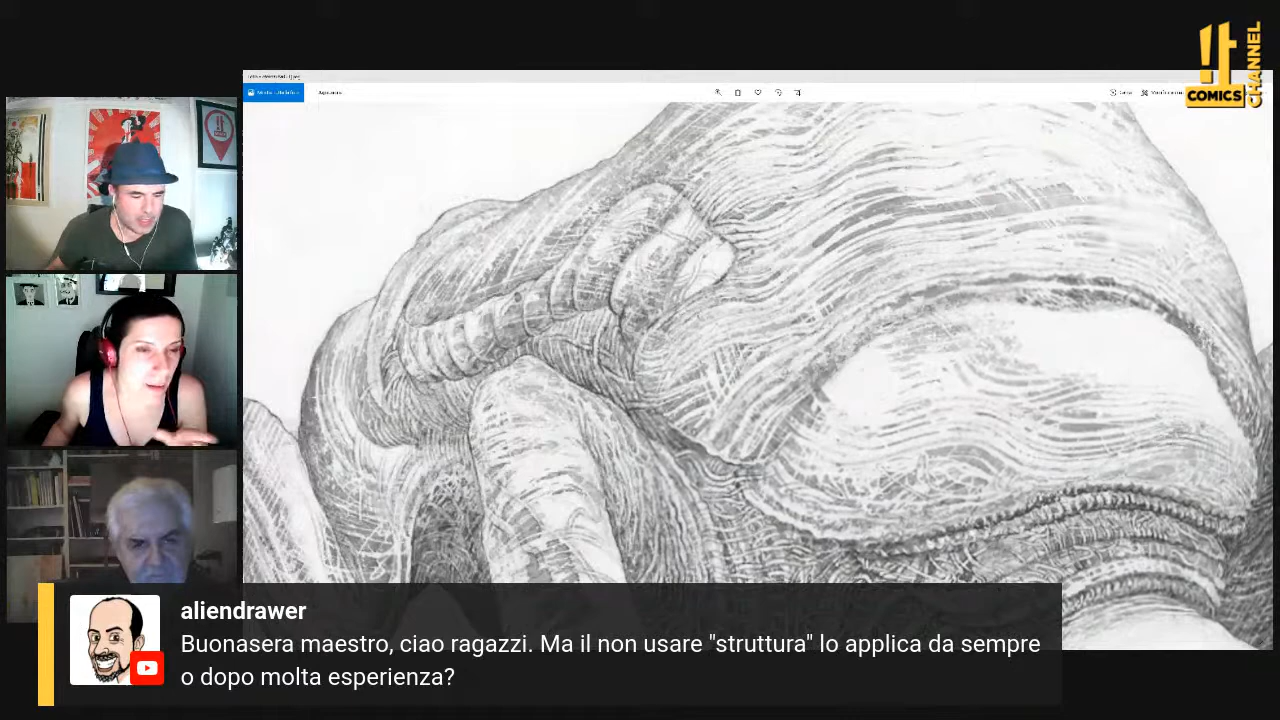 COMICS
CHANNEL
aliendrawer
Buonasera maestro, ciao ragazzi. Ma il non usare "struttura" lo applica da sempre
o dopo molta esperienza?